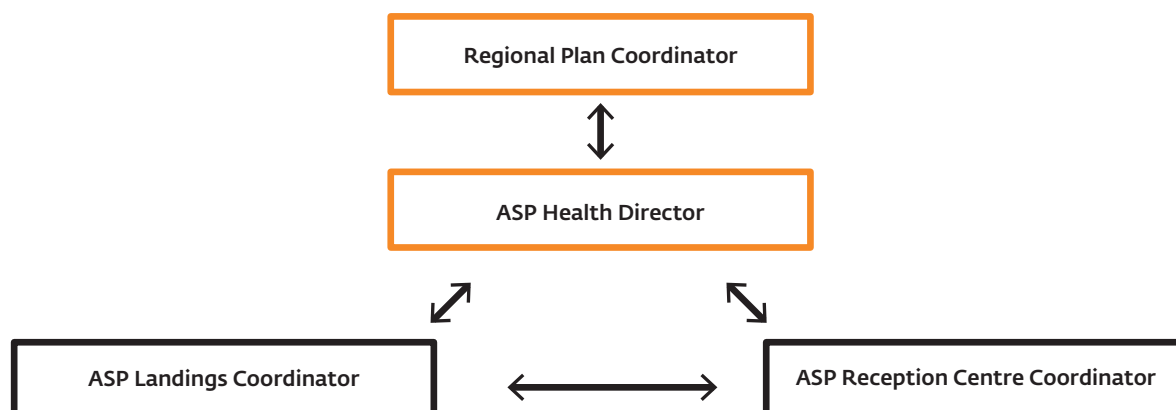 Regional Plan Coordinator
ASP Health Director
ASP Landings Coordinator
ASP Reception Centre Coordinator